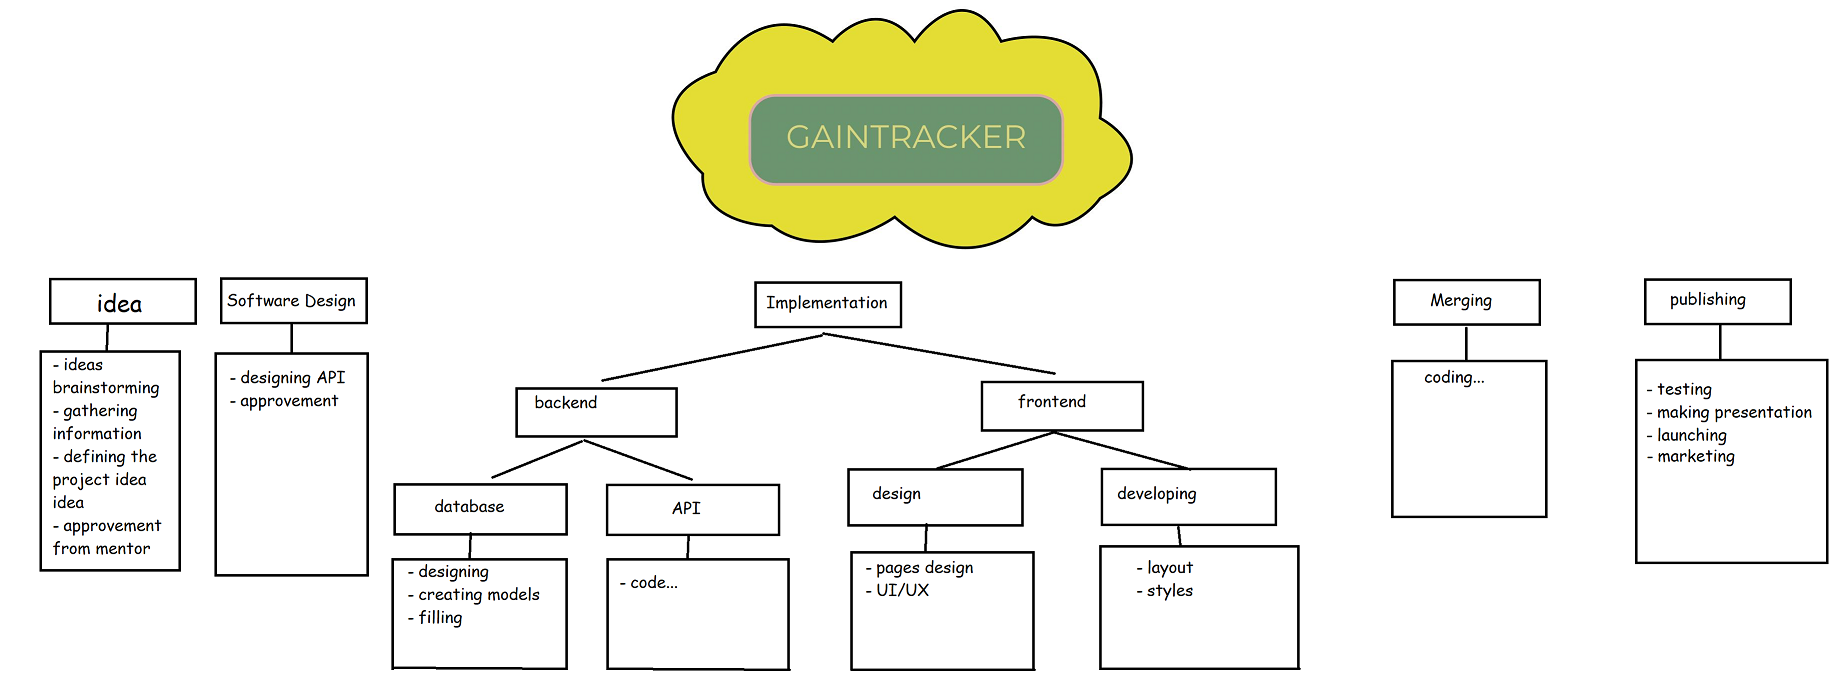 GAINTRACKER
idea
Software Design
Implementation
Merging
publishing
- ideas
brainstorming
- gathering
information
- defining the
project idea
idea
- approvement
from mentor
- designing API
- approvement
backend
frontend
database
API
design
developing
- designing
- creating models
- filling
- code...
- pages design
- UI/UX
- layout
- styles
coding...
- testing
- making presentation
- launching
- marketing